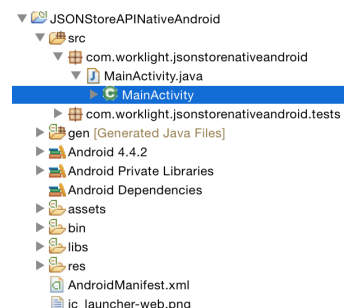 JSONStoreAPINativeAndroid
src
com.worklight.jsonstorenativeandroid
J MainActivity.java
C MainActivity
com.worklight.jsonstorenativeandroid.tests
gen [Generated Java Files]
Android 4.4.2
Android Private Libraries
Android Dependencies
assets
bin
libs
res
AndroidManifest.xml
ic_launcher-web.png